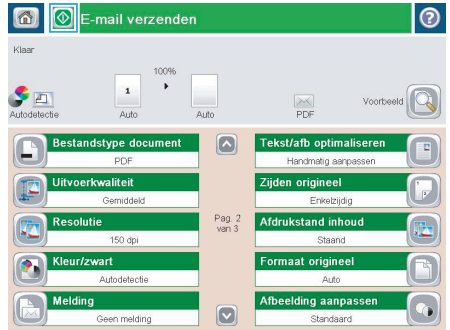 E-mail verzenden
?
Klaar
100%
1
Autodetectie
Auto
Auto
PDF
Voorbeeld
Bestandstype document
PDF
Tekst/afb optimaliseren
Handmatig aanpassen
Uitvoerkwaliteit
Gemiddeld
Zijden origineel
Enkelzijdig
Resolutie
150 dpi
Pag. 2
van 3
Afdrukstand inhoud
Staand
Kleur/zwart
Autodetectie
Formaat origineel
Auto
Melding
Geen melding
Afbeelding aanpassen
Standaard